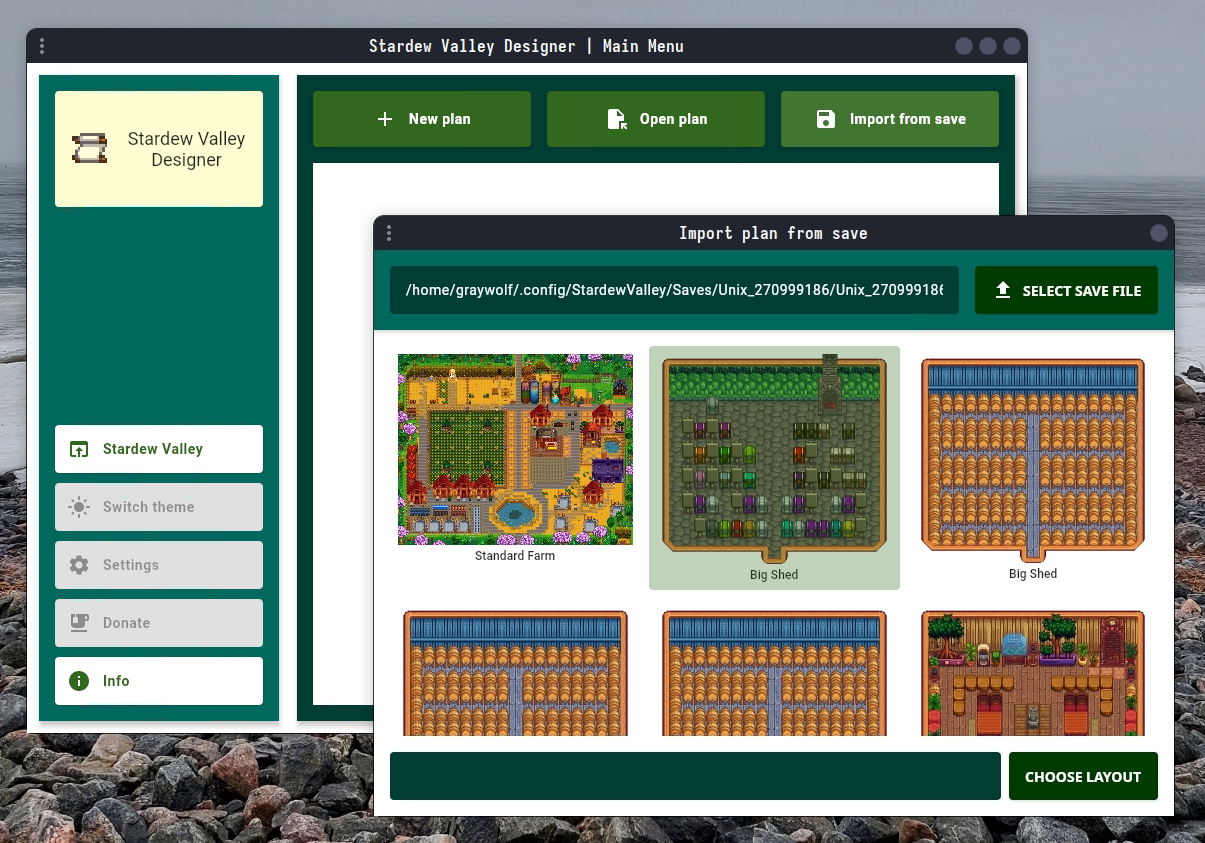 Stardew Valley Designer | Main Menu
Stardew Valley
Designer
New plan
Open plan
Import from save
Stardew Valley
Switch theme
Settings
Donate
Info
Import plan from save
/home/graywolf/.config/StardewValley/Saves/Unix_270999186/Unix_270999186
SELECT SAVE FILE
Standard Farm
Big Shed
Big Shed
CHOOSE LAYOUT